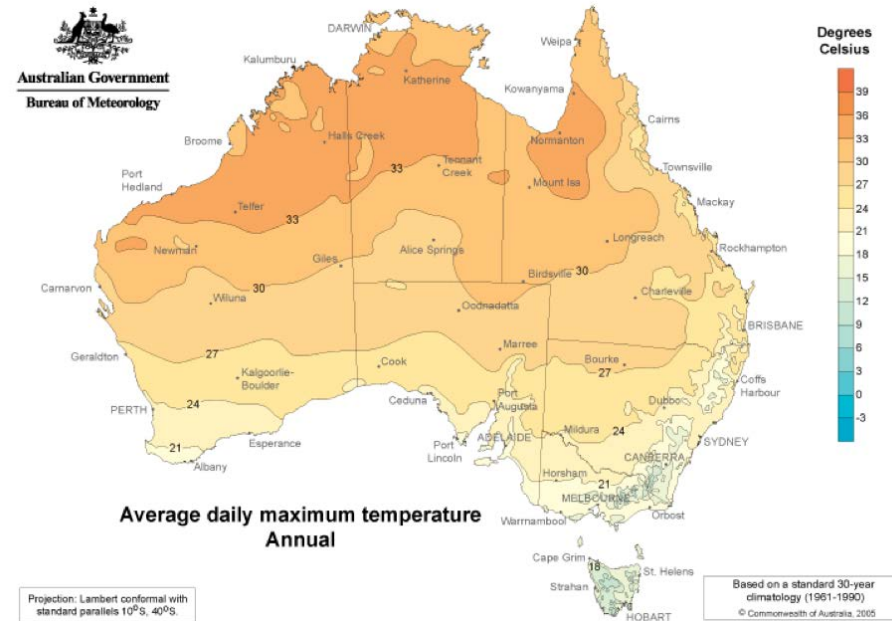 Australian Government
Bureau of Meteorology
DARWIN
Kalumburu
Katherine
Weipa
Kowanyama
Cairns
Broome
Halls Creek
Normanton
Tennant
Creek
33
Townsville
Port
Hedland
Telfer
33
Mount Isa
Mackay
Newman
Giles
Alice Springs
Longreach
Rockhampton
Carnarvon
30
Wiluna
Oodnadatta
Birdsville
30
Charleville
Geraldton
27
Marree
BRISBANE
Kalgoorlie-
Boulder
Cook
Bourke
27
Coffs
Harbour
PERTH
24
Ceduna
Port
Augusta
Dubbo
21
Esperance
Albany
Port
Lincoln
ADELAIDE
Mildura
24
SYDNEY
CANBERRA
Horsham
21
MELBOURNE
Warrnambool
Orbost
Cape Grim
18
St. Helens
Strahan
HOBART
Degrees
Celsius
39
36
33
30
27
24
21
18
15
12
9
6
3
0
-3
Average daily maximum temperature
Annual
Projection: Lambert conformal with
standard parallels 10°S, 40°S.
Based on a standard 30-year
climatology (1961-1990)
© Commonwealth of Australia, 2005